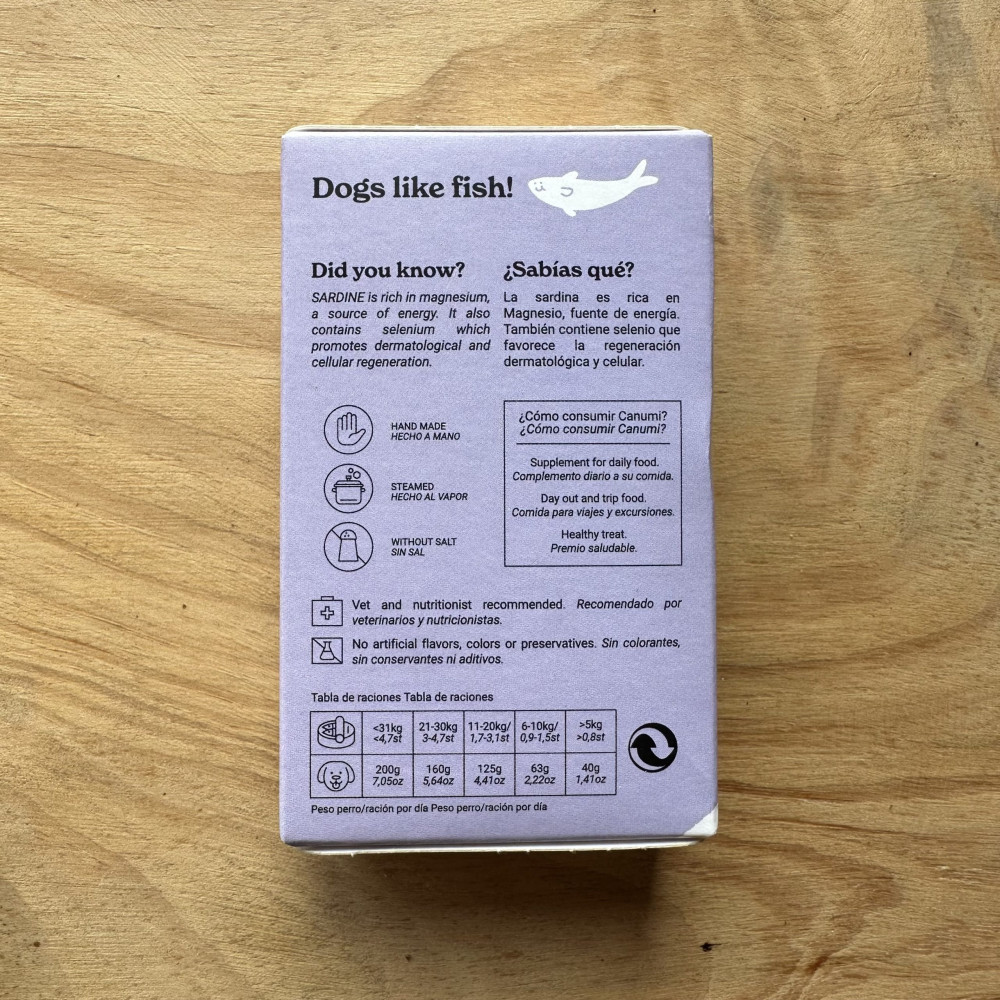 Dogs like fish!
Did you know?
SARDINE is rich in magnesium,
a source of energy. It also
contains selenium which
promotes dermatological and
cellular regeneration.
¿Sabías qué?
La sardina es rica en
Magnesio, fuente de energía.
También contiene selenio que
favorece la regeneración
dermatológica y celular.
HAND MADE
HECHO A MANO
STEAMED
HECHO AL VAPOR
WITHOUT SALT
SIN SAL
¿Cómo consumir Canumi?
¿Cómo consumir Canumi?
Supplement for daily food.
Complemento diario a su comida.
Day out and trip food.
Comida para viajes y excursiones.
Healthy treat.
Premio saludable.
Vet and nutritionist recommended. Recomendado por
veterinarios y nutricionistas.
No artificial flavors, colors or preservatives. Sin colorantes,
sin conservantes ni aditivos.
Tabla de raciones Tabla de raciones
<31kg 21-30kg 11-20kg/ 6-10kg/ >5kg
<4,7st 3-4,7st 1,7-3,1st 0,9-1,5st >0,8st
200g 160g 125g 63g 40g
7,05oz 5,64oz 4,41oz 2,22oz 1,41oz
Peso perro/ración por día Peso perro/ración por día